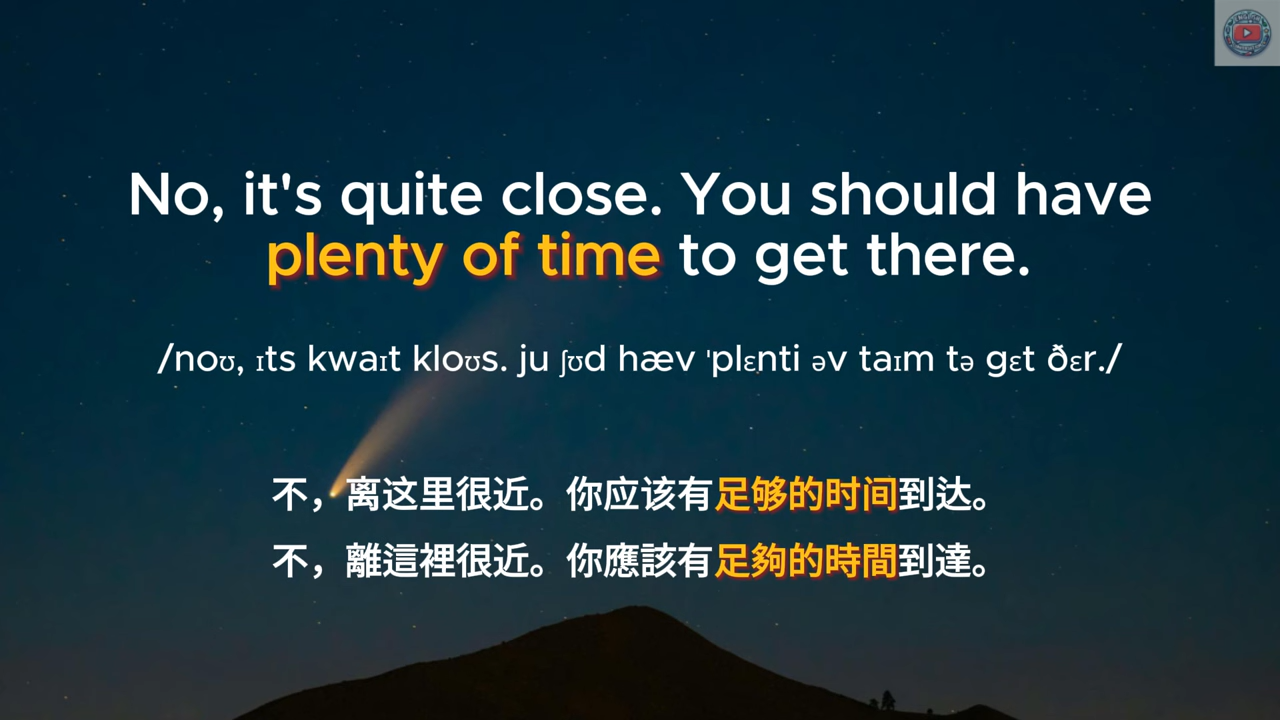 No, it's quite close. You should have
plenty of time to get there.
/noʊ, ɪts kwaɪt kloʊs. ju ʃʊd hæv ˈplɛnti əv taɪm tə gɛt ðɛr./
不，离这里很近。你应该有足够的时间到达。
不，離這裡很近。你應該有足夠的時間到達。